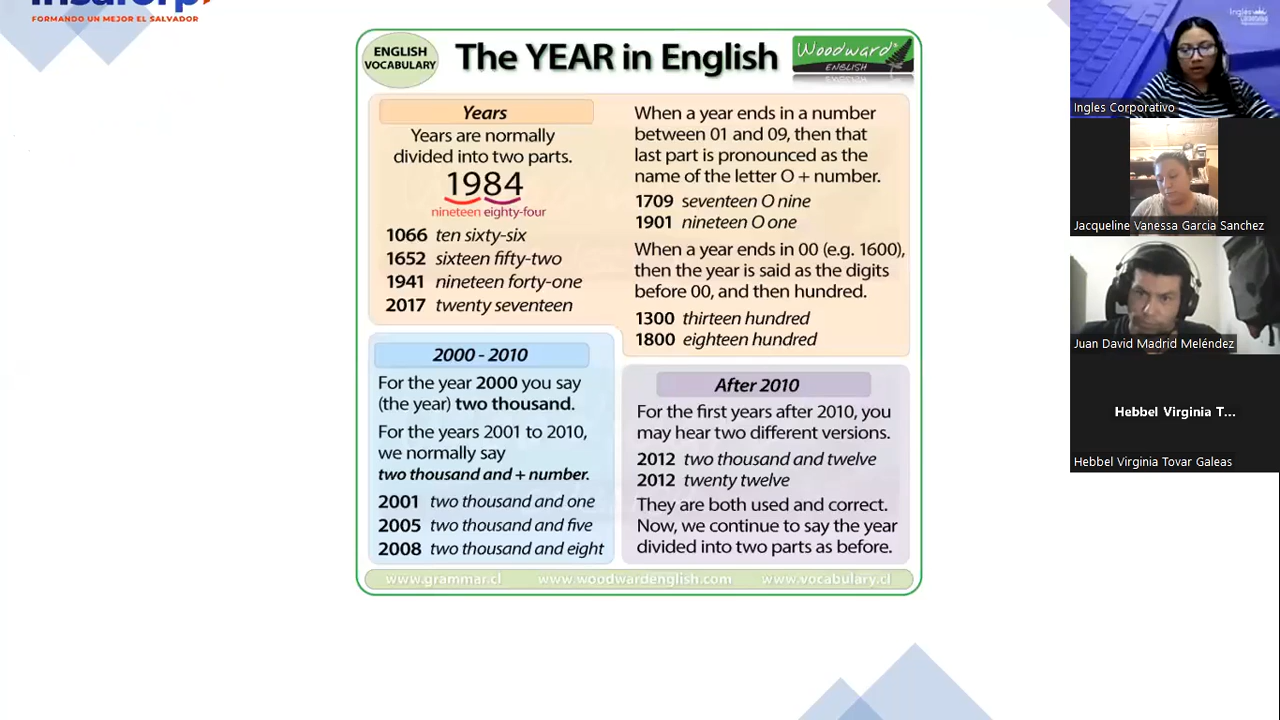 FORMANDO UN MEJOR EL SALVADOR
ENGLISH
VOCABULARY
The YEAR in English
Woodward®
ENGLISH
Years
Years are normally
divided into two parts.
1984
nineteen eighty-four
1066 ten sixty-six
1652 sixteen fifty-two
1941 nineteen forty-one
2017 twenty seventeen
When a year ends in a number
between 01 and 09, then that
last part is pronounced as the
name of the letter O + number.
1709 seventeen O nine
1901 nineteen O one
When a year ends in 00 (e.g. 1600),
then the year is said as the digits
before 00, and then hundred.
1300 thirteen hundred
1800 eighteen hundred
2000 - 2010
For the year 2000 you say
(the year) two thousand.
For the years 2001 to 2010,
we normally say
two thousand and + number.
2001 two thousand and one
2005 two thousand and five
2008 two thousand and eight
After 2010
For the first years after 2010, you
may hear two different versions.
2012 two thousand and twelve
2012 twenty twelve
They are both used and correct.
Now, we continue to say the year
divided into two parts as before.
www.grammar.cl www.woodwardenglish.com www.vocabulary.cl
Ingles Corporativo
Jacqueline Vanessa Garcia Sanchez
Juan David Madrid Meléndez
Hebbel Virginia T...
Hebbel Virginia Tovar Galeas